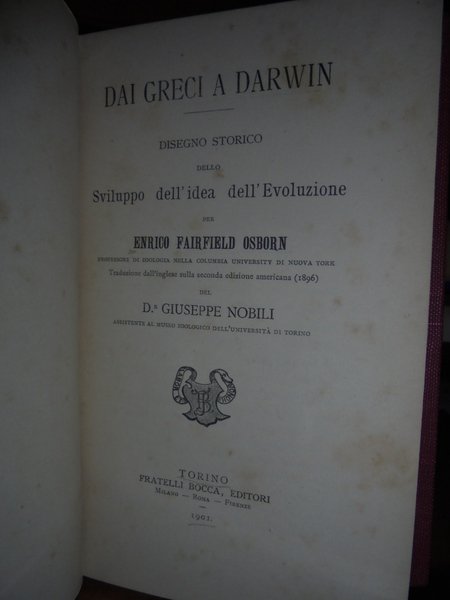 DAI GRECI A DARWIN
DISEGNO STORICO
DELLO
Sviluppo dell'idea dell'Evoluzione
PER
ENRICO FAIRFIELD OSBORN
PROFESSORE DI ZOOLOGIA NELLA COLUMBIA UNIVERSITY DI NUOVA YORK
Traduzione dall'inglese sulla seconda edizione americana (1896)
DEL
D.R GIUSEPPE NOBILI
ASSISTENTE AL MUSEO ZOOLOGICO DELL'UNIVERSITÀ DI TORINO
TORINO
FRATELLI BOCCA, EDITORI
MILANO — ROMA — FIRENZE
1901.